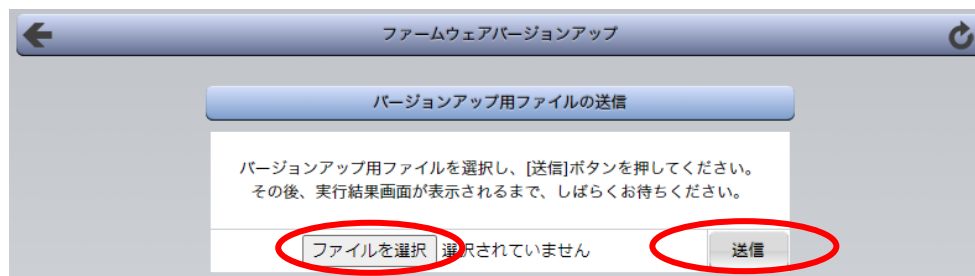 ファームウェアバージョンアップ
バージョンアップ用ファイルの送信
バージョンアップ用ファイルを選択し、[送信]ボタンを押してください。
その後、実行結果画面が表示されるまで、しばらくお待ちください。
ファイルを選択 選択されていません 送信